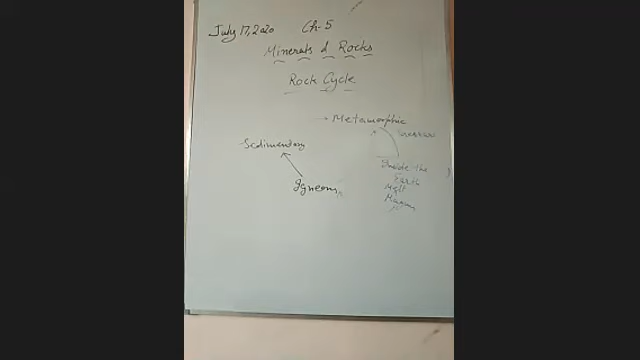 July 17, 2020 Ch-5
Minerals & Rocks
Rock Cycle
Metamorphic
Sedimentary
Inside the
Earth
Melt
Magma
Igneous